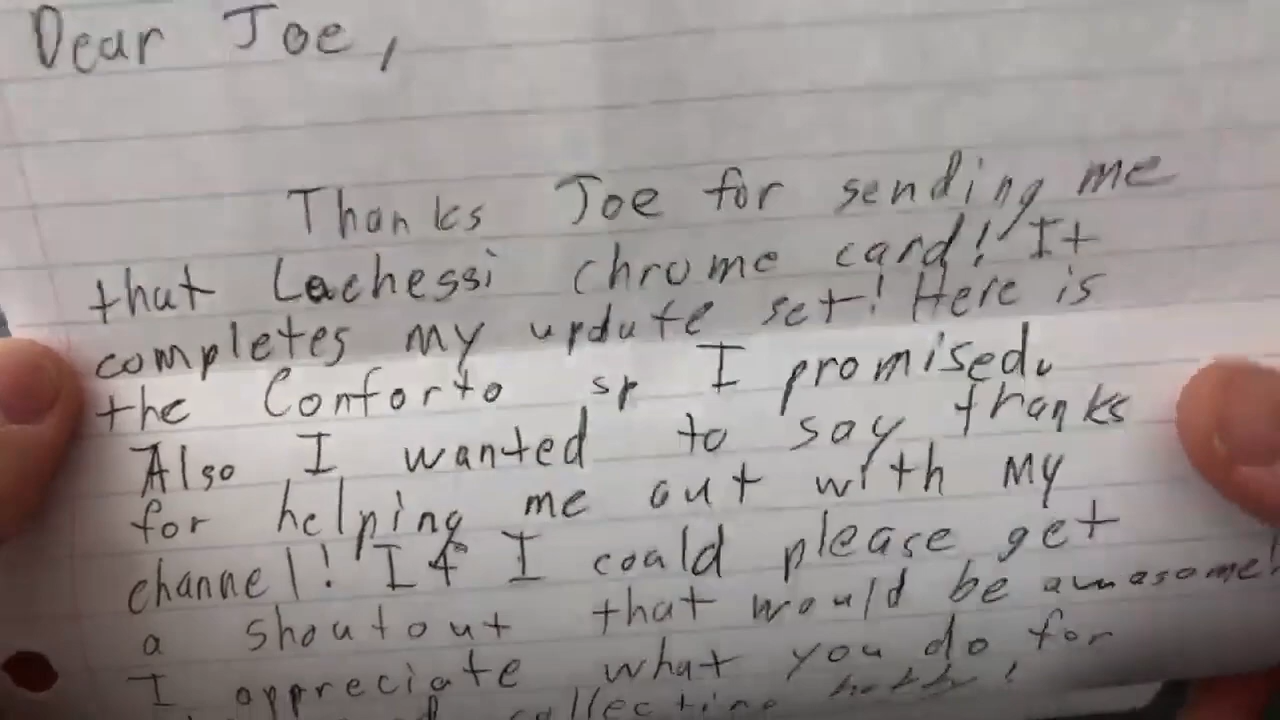 Dear Joe,
Thanks Joe for sending me
that Lachessi chrome card! It
completes my update set! Here is
the Conforto sp I promised.
Also I wanted to say thanks
for helping me out with my
channel! If I could please get
a shoutout that would be awasome!
I appreciate what you do for
collecting